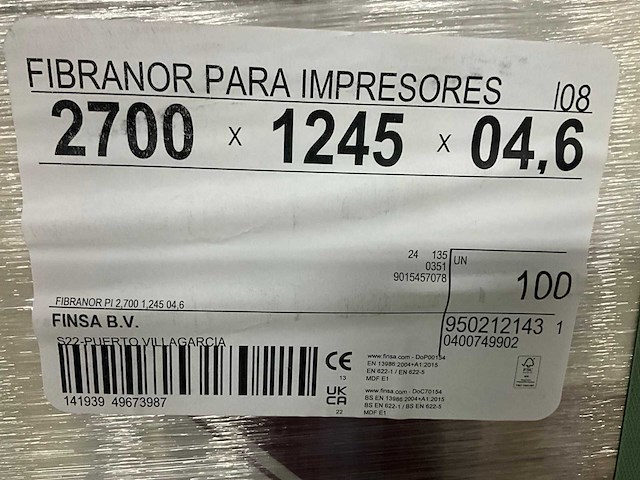 FIBRANOR PARA IMPRESORES I08
2700 x 1245 x 04,6
24 135
0351
9015457078
UN
100
FIBRANOR PI 2,700 1,245 04,6
FINSA B.V.
S22-PUERTO VILLAGARCIA
950212143 1
0400749902
141939 49673987
CE
13
UK
CA
22
www.finsa.com - DoP00154
EN 13986:2004+A1:2015
EN 622-1 / EN 622-5
MDF E1
www.finsa.com - DoC70154
BS EN 13986:2004+A1:2015
BS EN 622-1 / BS EN 622-5
MDF E1
FSC